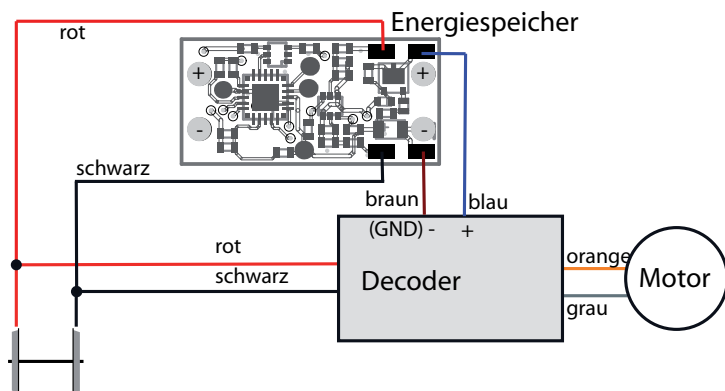 Energiespeicher
rot
+ +
- -
schwarz
braun blau
(GND) - +
rot
schwarz
Decoder
orange
grau
Motor